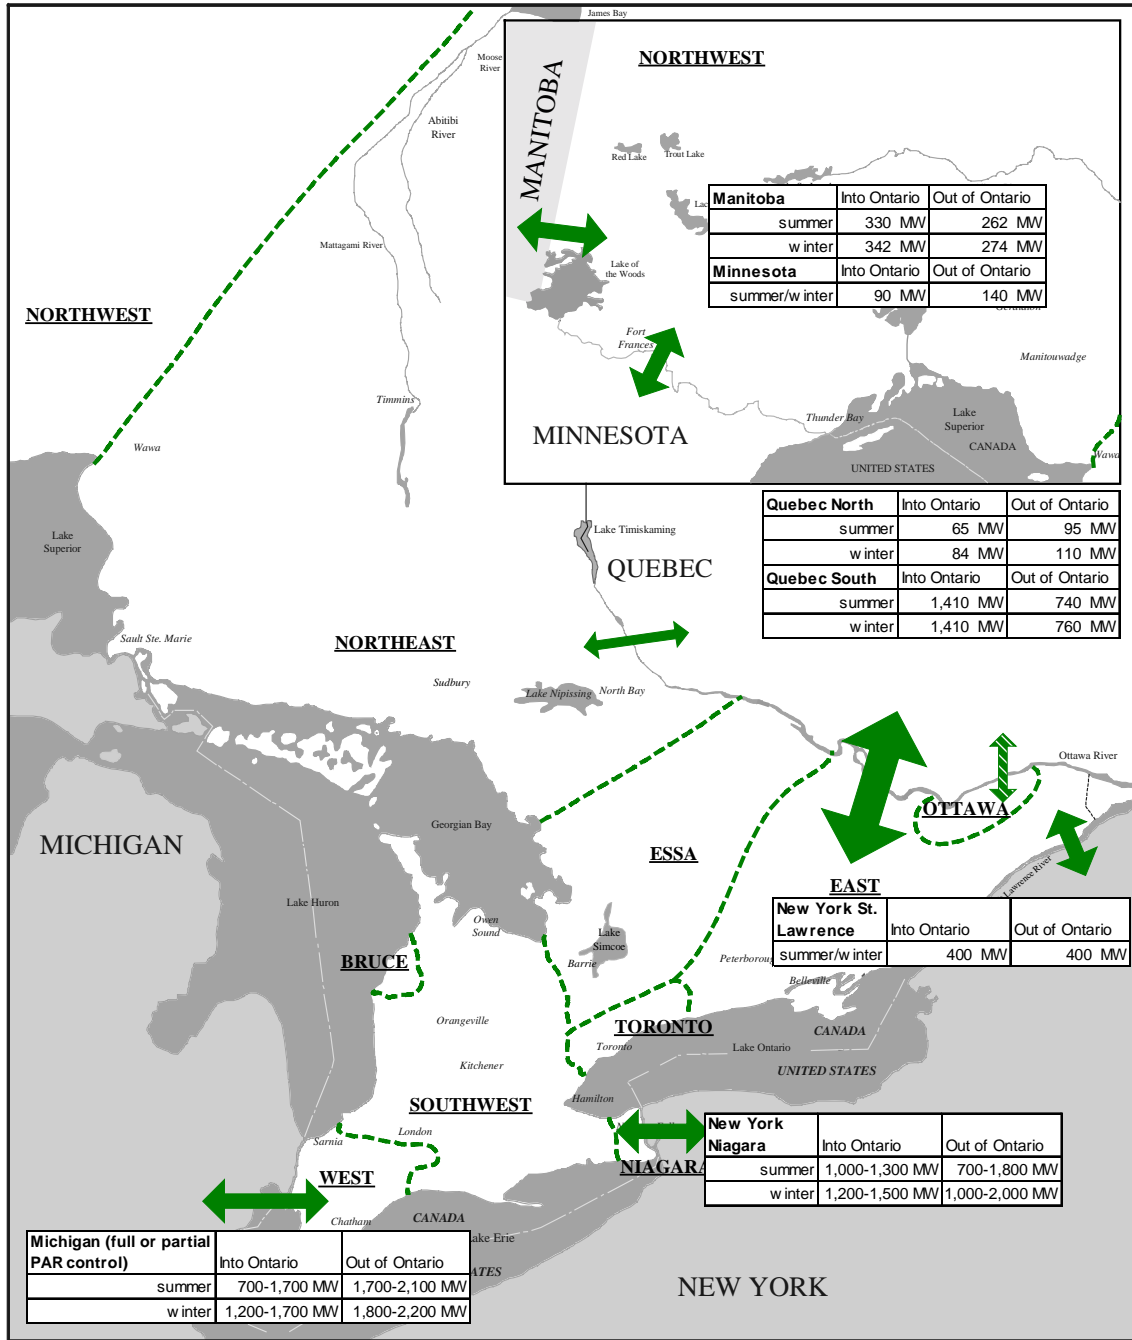 James Bay
Moose
River
NORTHWEST
MANITOBA
Abitibi
River
Red Lake
Trout Lake
Lac
Manitoba Into Ontario Out of Ontario
summer 330 MW 262 MW
winter 342 MW 274 MW
Minnesota Into Ontario Out of Ontario
summer/winter 90 MW 140 MW
Mattagami River
Lake of
the Woods
NORTHWEST
Fort
Frances
Manitouwadge
Timmins
Thunder Bay
Lake
Superior
MINNESOTA
CANADA
Wawa
Wawa
UNITED STATES
Quebec North Into Ontario Out of Ontario
summer 65 MW 95 MW
winter 84 MW 110 MW
Quebec South Into Ontario Out of Ontario
summer 1,410 MW 740 MW
winter 1,410 MW 760 MW
Lake
Superior
Lake Timiskaming
QUEBEC
Sault Ste. Marie
NORTHEAST
Sudbury
Lake Nipissing
North Bay
Ottawa River
OTTAWA
Georgian Bay
MICHIGAN
ESSA
Lawrence River
EAST
Lake Huron
Owen
Sound
Lake
Simcoe
New York St.
Lawrence Into Ontario Out of Ontario
summer/winter 400 MW 400 MW
BRUCE
Barrie
Peterboroug
Belleville
Orangeville
TORONTO
CANADA
Toronto
Lake Ontario
Kitchener
UNITED STATES
Hamilton
SOUTHWEST
London
Sarnia
NIAGARA
New York
Niagara Into Ontario Out of Ontario
summer 1,000-1,300 MW 700-1,800 MW
winter 1,200-1,500 MW 1,000-2,000 MW
WEST
Chatham
CANADA
Lake Erie
ATES
Michigan (full or partial
PAR control) Into Ontario Out of Ontario
summer 700-1,700 MW 1,700-2,100 MW
winter 1,200-1,700 MW 1,800-2,200 MW
NEW YORK